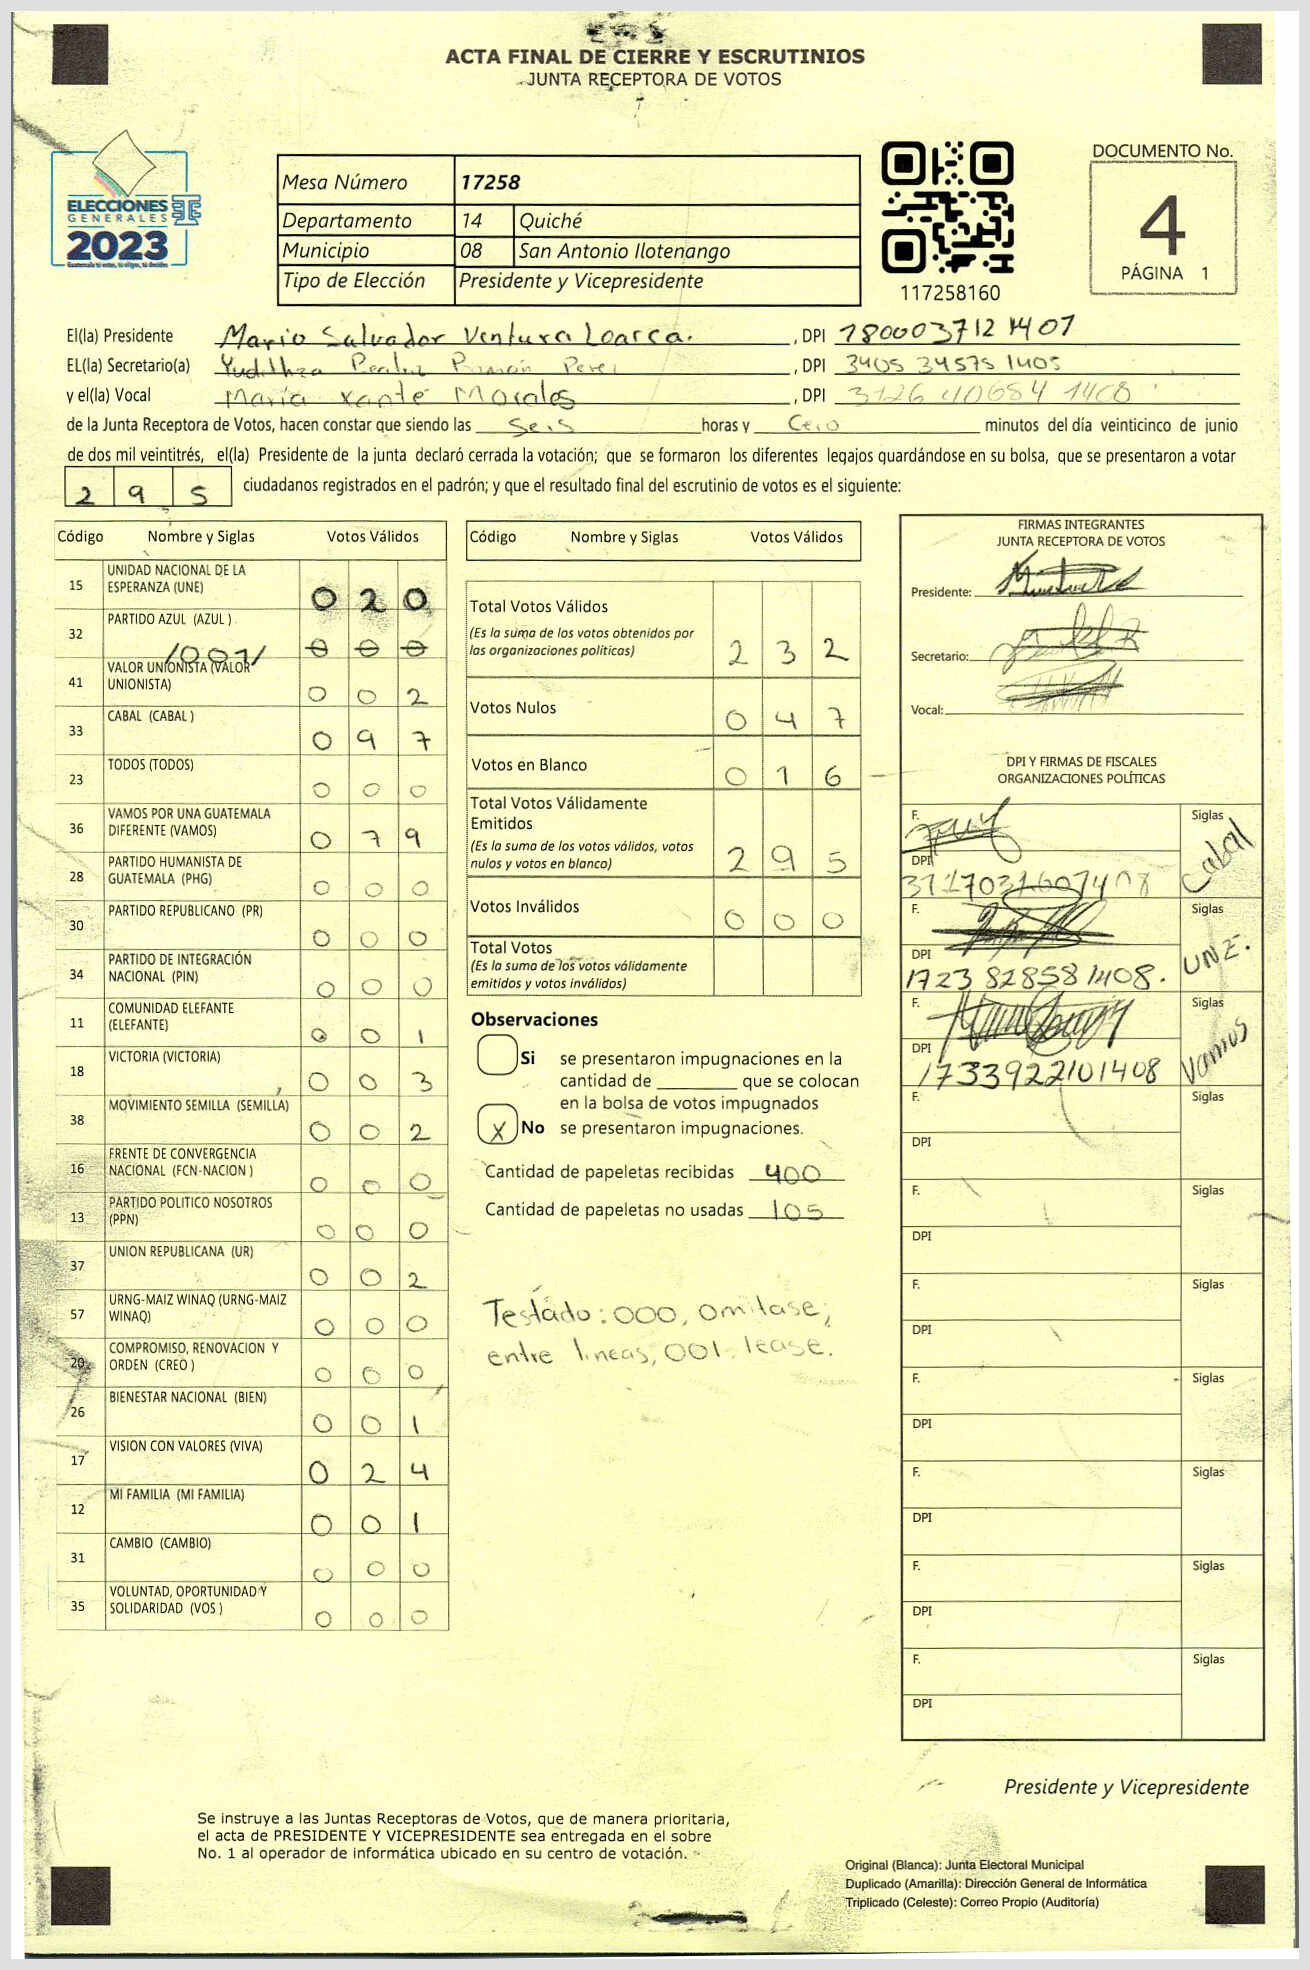 ACTA FINAL DE CIERRE Y ESCRUTINIOS
JUNTA RECEPTORA DE VOTOS
ELECCIONES
GENERALES
2023
Mesa Número 17258
Departamento 14 Quiché
Municipio 08 San Antonio Ilotenango
Tipo de Elección Presidente y Vicepresidente
117258160
DOCUMENTO No.
4
PÁGINA 1
El(la) Presidente Mario Salvador Ventura Loarca. , DPI 1800037121401
EL(la) Secretario(a) , DPI 3405 34575 1405
y el(la) Vocal María Xante Morales , DPI 3126 40684 1408
de la Junta Receptora de Votos, hacen constar que siendo las Seis horas y Cero minutos del día veinticinco de junio
de dos mil veintitrés, el(la) Presidente de la junta declaró cerrada la votación; que se formaron los diferentes legajos guardándose en su bolsa, que se presentaron a votar
2 9 5 ciudadanos registrados en el padrón; y que el resultado final del escrutinio de votos es el siguiente:
Código Nombre y Siglas Votos Válidos
15 UNIDAD NACIONAL DE LA
ESPERANZA (UNE) 0 2 0
32 PARTIDO AZUL (AZUL ) 0 0 0
/001/
41 VALOR UNIONISTA (VALOR
UNIONISTA) 0 0 2
33 CABAL (CABAL ) 0 9 7
23 TODOS (TODOS) 0 0 0
36 VAMOS POR UNA GUATEMALA
DIFERENTE (VAMOS) 0 7 9
28 PARTIDO HUMANISTA DE
GUATEMALA (PHG) 0 0 0
30 PARTIDO REPUBLICANO (PR) 0 0 0
34 PARTIDO DE INTEGRACIÓN
NACIONAL (PIN) 0 0 0
11 COMUNIDAD ELEFANTE
(ELEFANTE) 0 0 1
18 VICTORIA (VICTORIA) 0 0 3
38 MOVIMIENTO SEMILLA (SEMILLA) 0 0 2
16 FRENTE DE CONVERGENCIA
NACIONAL (FCN-NACION ) 0 0 0
13 PARTIDO POLITICO NOSOTROS
(PPN) 0 0 0
37 UNION REPUBLICANA (UR) 0 0 2
57 URNG-MAIZ WINAQ (URNG-MAIZ
WINAQ) 0 0 0
20 COMPROMISO, RENOVACION Y
ORDEN (CREO ) 0 0 0
26 BIENESTAR NACIONAL (BIEN) 0 0 1
17 VISION CON VALORES (VIVA) 0 2 4
12 MI FAMILIA (MI FAMILIA) 0 0 1
31 CAMBIO (CAMBIO) 0 0 0
35 VOLUNTAD, OPORTUNIDAD Y
SOLIDARIDAD (VOS ) 0 0 0
Código Nombre y Siglas Votos Válidos
Total Votos Válidos
(Es la suma de los votos obtenidos por
las organizaciones políticas) 2 3 2
Votos Nulos 0 4 7
Votos en Blanco 0 1 6
Total Votos Válidamente
Emitidos
(Es la suma de los votos válidos, votos
nulos y votos en blanco) 2 9 5
Votos Inválidos 0 0 0
Total Votos
(Es la suma de los votos válidamente
emitidos y votos inválidos)
Observaciones
Si se presentaron impugnaciones en la
cantidad de ________ que se colocan
en la bolsa de votos impugnados
X No se presentaron impugnaciones.
Cantidad de papeletas recibidas 400
Cantidad de papeletas no usadas 105
Testado: 000, omitase;
entre lineas, 001. lease.
FIRMAS INTEGRANTES
JUNTA RECEPTORA DE VOTOS
Presidente:
Secretario:
Vocal:
DPI Y FIRMAS DE FISCALES
ORGANIZACIONES POLÍTICAS
F. Siglas
Cabal
DPI
F. Siglas
UNE.
DPI
1723 82858 1408.
F. Siglas
Vamos
DPI
1733922101408
F. Siglas
DPI
F. Siglas
DPI
F. Siglas
DPI
F. Siglas
DPI
F. Siglas
DPI
F. Siglas
DPI
F. Siglas
DPI
Presidente y Vicepresidente
Se instruye a las Juntas Receptoras de Votos, que de manera prioritaria,
el acta de PRESIDENTE Y VICEPRESIDENTE sea entregada en el sobre
No. 1 al operador de informática ubicado en su centro de votación.
Original (Blanca): Junta Electoral Municipal
Duplicado (Amarilla): Dirección General de Informática
Triplicado (Celeste): Correo Propio (Auditoría)